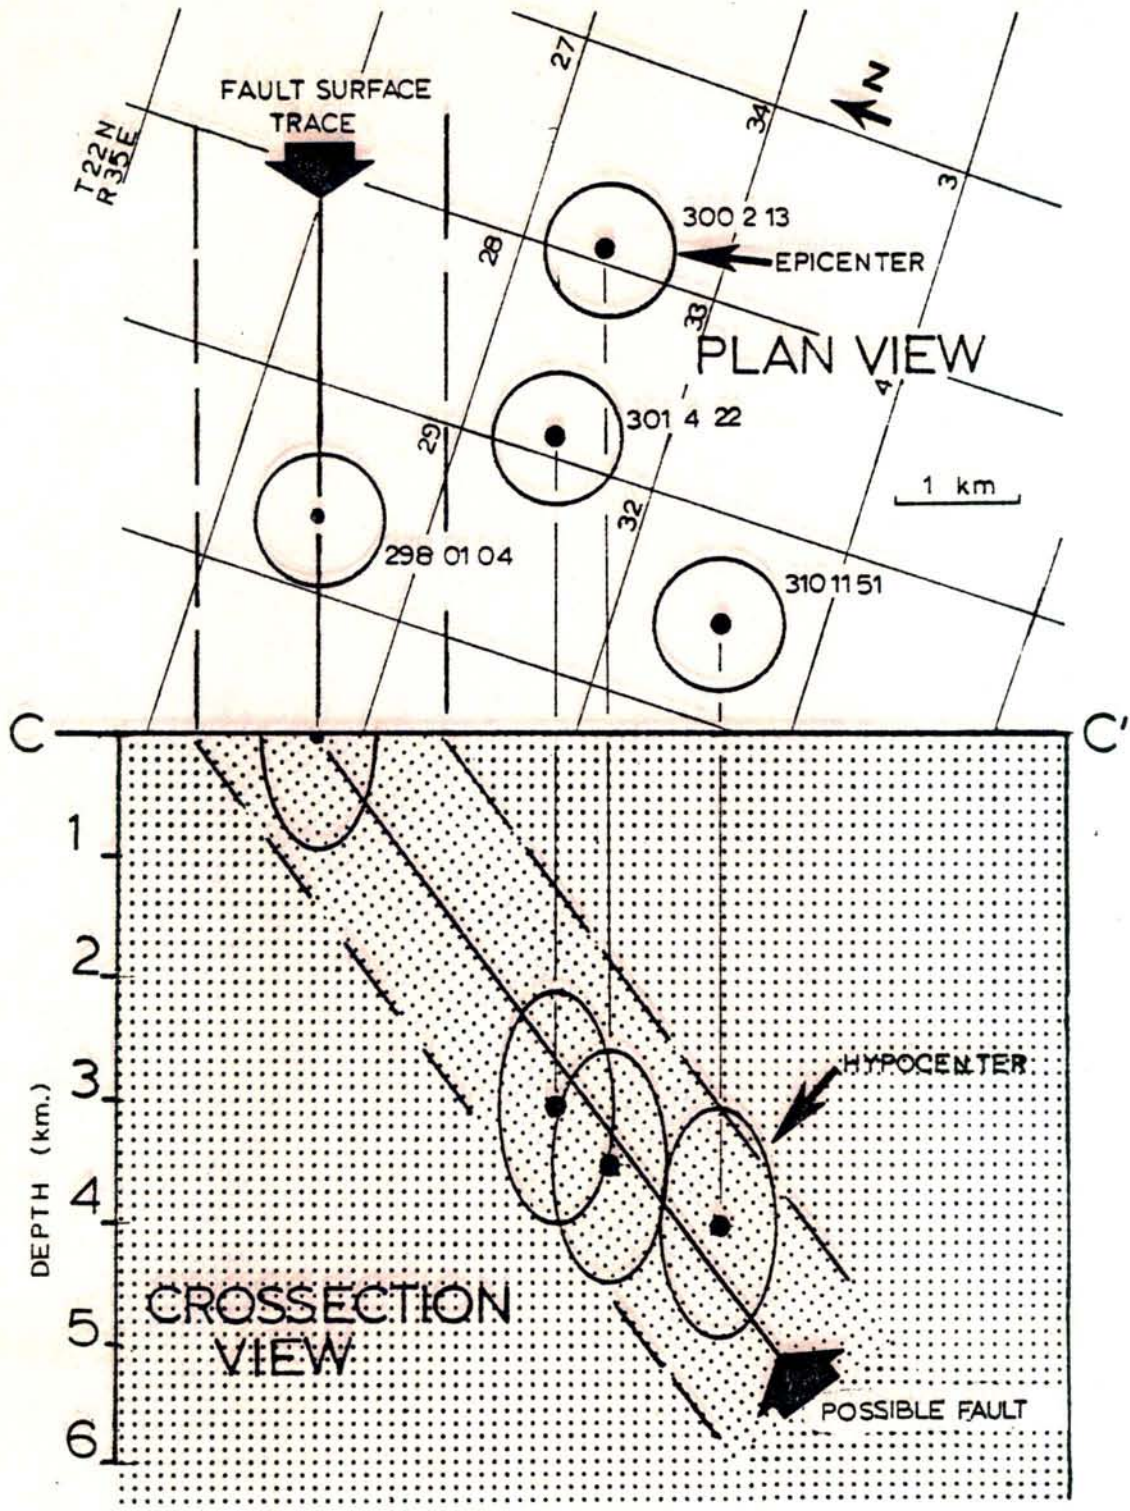 27
N
FAULT SURFACE
TRACE
34
T22N
R35E
3
300 2 13
28
EPICENTER
33
PLAN VIEW
4
301 4 22
29
1 km
32
298 01 04
310 11 51
C
C'
1
2
3
HYPOCENTER
4
DEPTH (km.)
CROSSECTION
VIEW
5
POSSIBLE FAULT
6